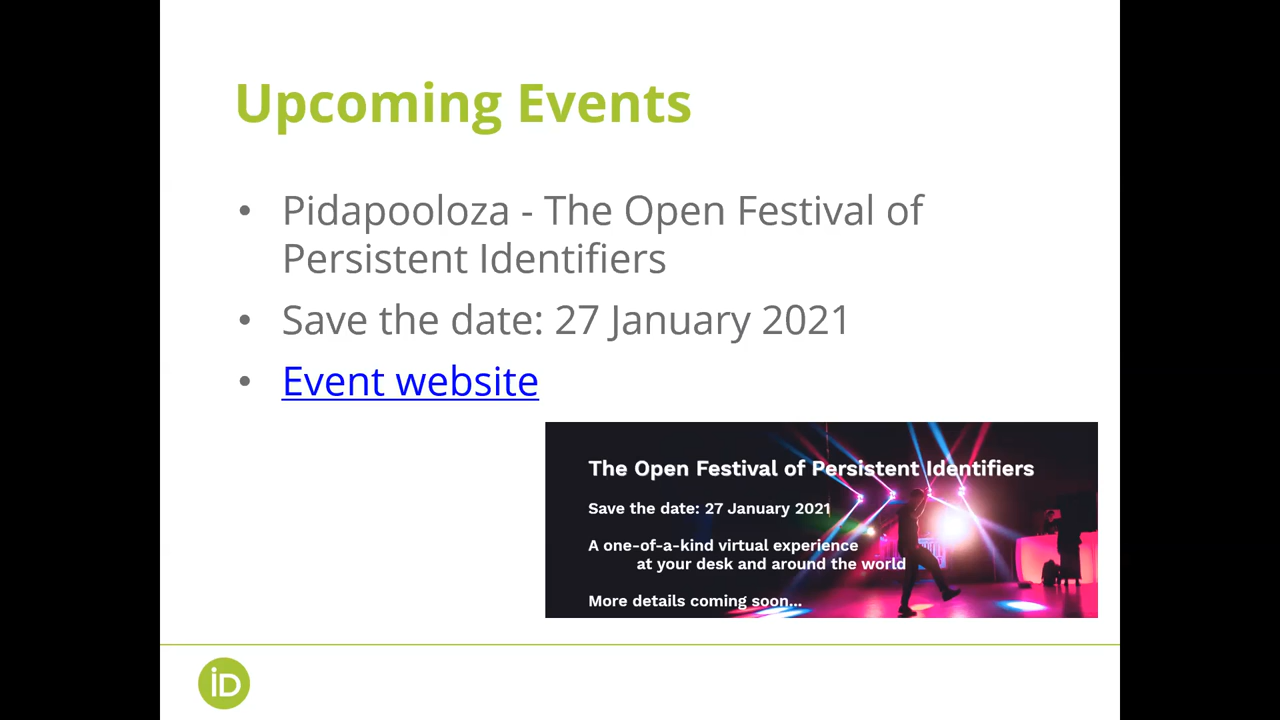 Upcoming Events
• Pidapooloza - The Open Festival of
Persistent Identifiers
• Save the date: 27 January 2021
• Event website
The Open Festival of Persistent Identifiers
Save the date: 27 January 2021
A one-of-a-kind virtual experience
at your desk and around the world
More details coming soon...
iD